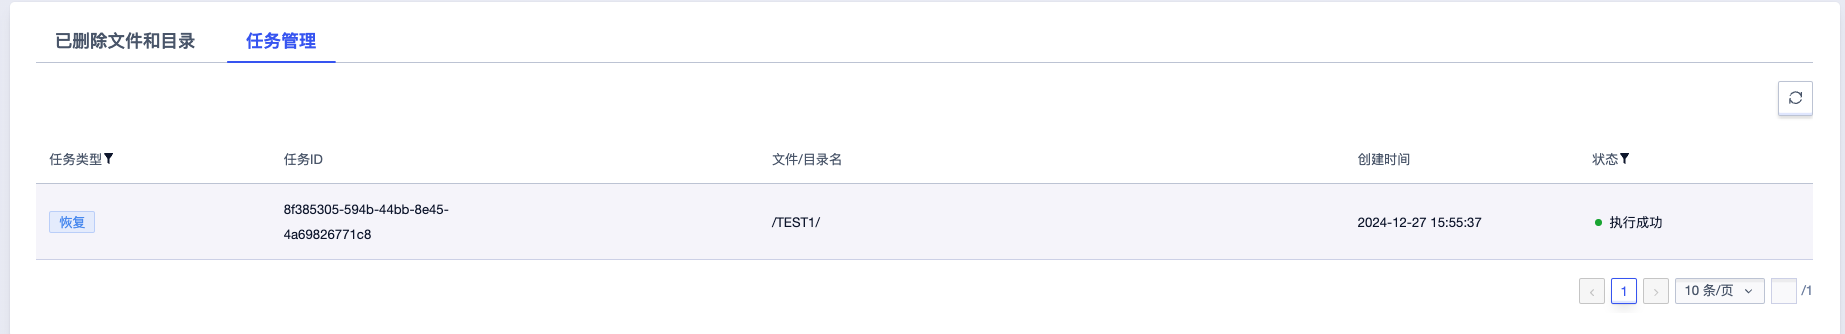 已删除文件和目录 任务管理
任务类型 任务ID 文件/目录名 创建时间 状态
恢复 8f385305-594b-44bb-8e45-
4a69826771c8 /TEST1/ 2024-12-27 15:55:37 执行成功
1 10 条/页 /1